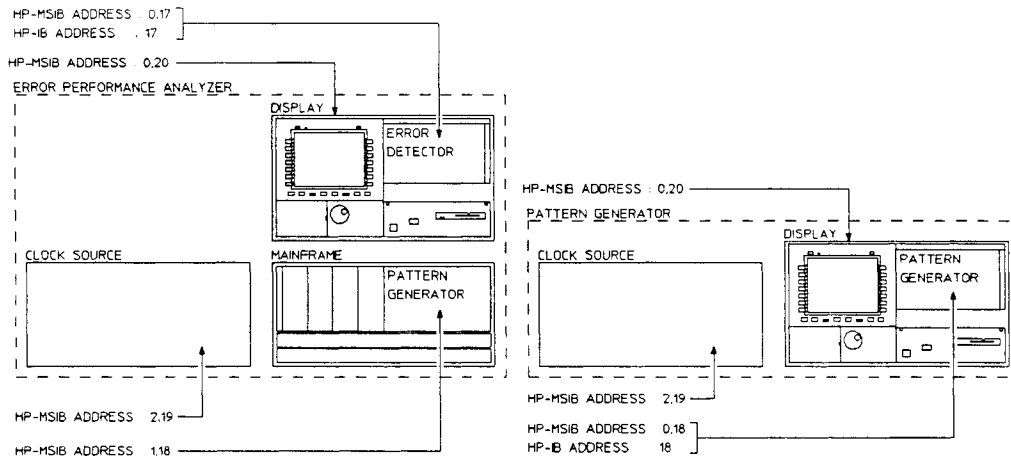 HP-MSIB ADDRESS : 0,17
HP-IB ADDRESS : 17
HP-MSIB ADDRESS : 0,20
ERROR PERFORMANCE ANALYZER
DISPLAY
ERROR
DETECTOR
CLOCK SOURCE
MAINFRAME
PATTERN
GENERATOR
HP-MSIB ADDRESS 2,19
HP-MSIB ADDRESS 1,18
HP-MSIB ADDRESS : 0,20
PATTERN GENERATOR
DISPLAY
CLOCK SOURCE
PATTERN
GENERATOR
HP-MSIB ADDRESS 2,19
HP-MSIB ADDRESS 0,18
HP-IB ADDRESS 18